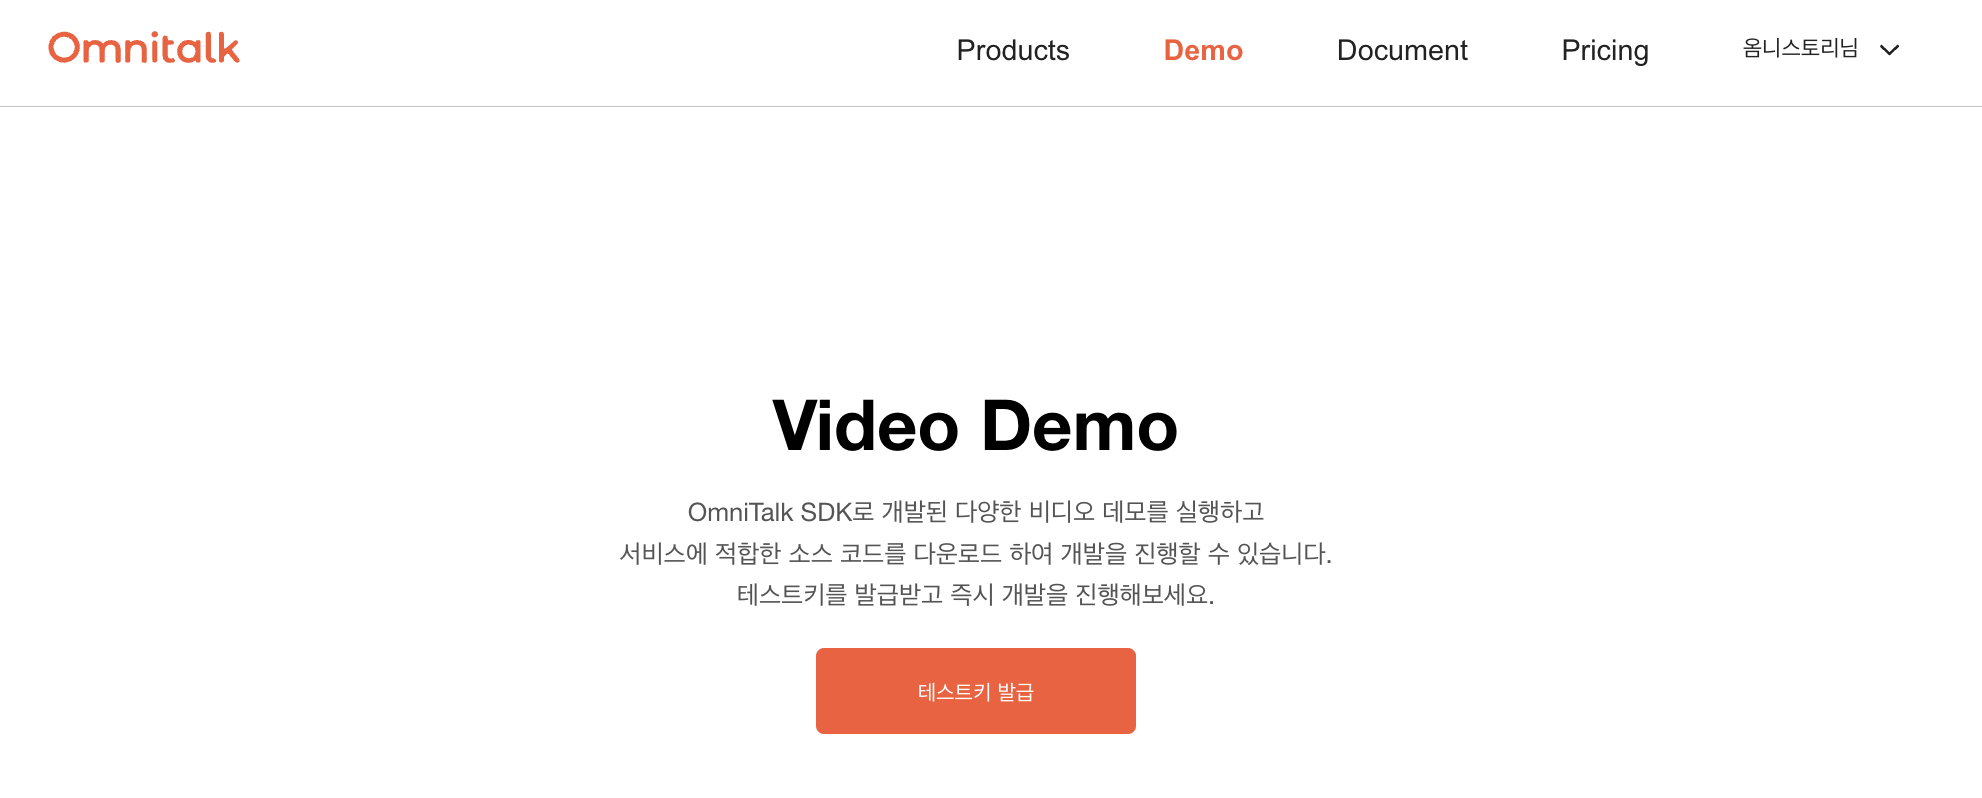 Omnitalk
Products Demo Document Pricing 옴니스토리님
Video Demo
OmniTalk SDK로 개발된 다양한 비디오 데모를 실행하고
서비스에 적합한 소스 코드를 다운로드 하여 개발을 진행할 수 있습니다.
테스트키를 발급받고 즉시 개발을 진행해보세요.
테스트키 발급